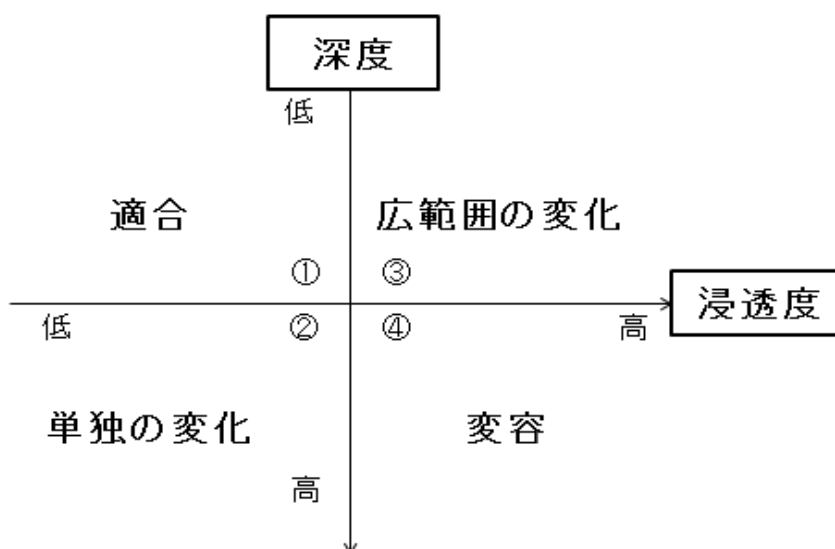 深度
低
適合
広範囲の変化
①
③
浸透度
低
②
④
高
単独の変化
変容
高